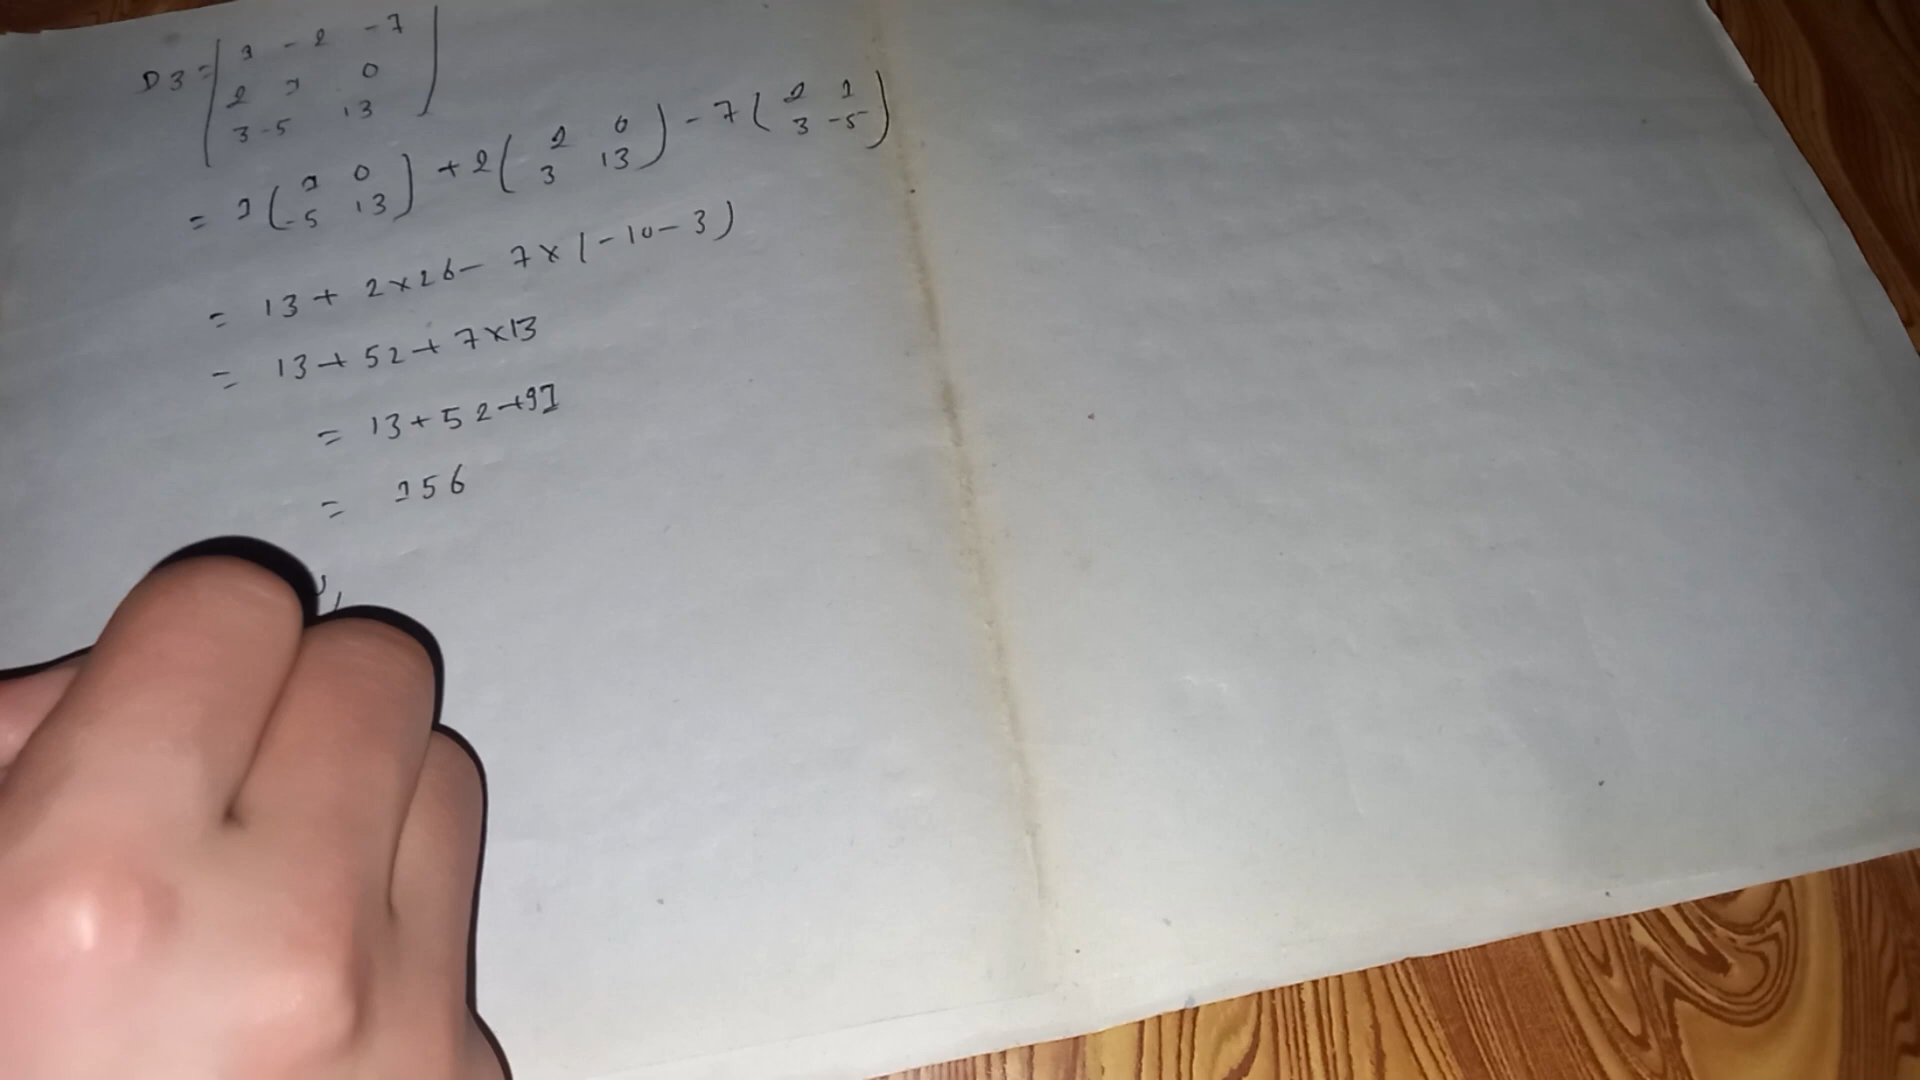 D3 = | 1 -2 -7 |
| 2 1 0 |
| 3 -5 13 |
= 1 ( 1 0 ) + 2 ( 2 0 ) - 7 ( 2 1 )
( -5 13 ) ( 3 13 ) ( 3 -5 )
= 13 + 2×26 - 7×(-10-3)
= 13 + 52 + 7×13
= 13 + 52 + 91
= 156